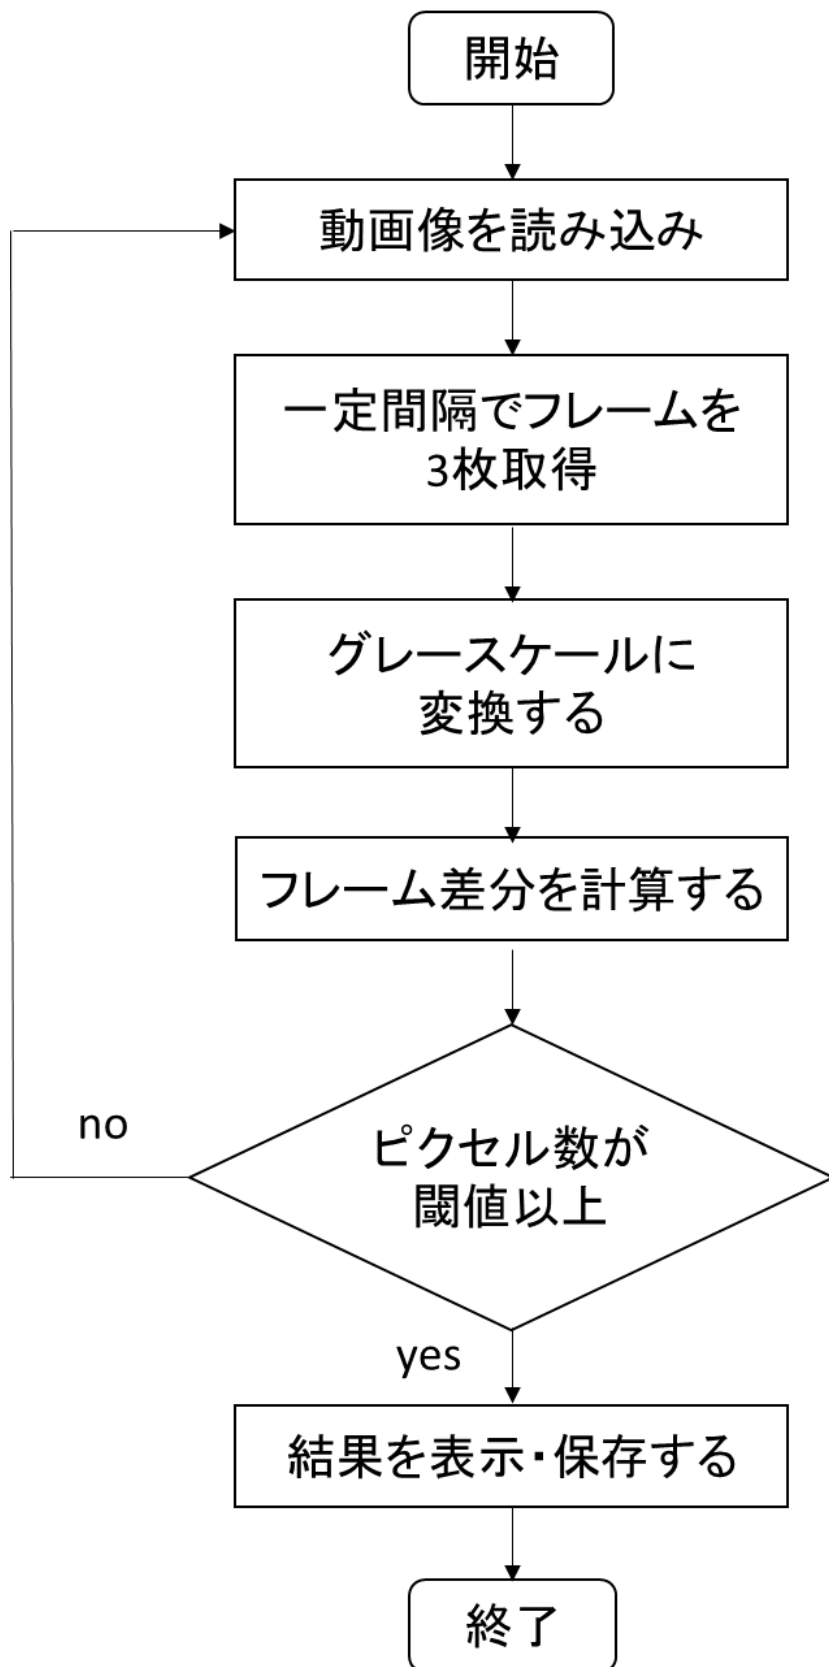 開始
動画像を読み込み
一定間隔でフレームを
3枚取得
グレースケールに
変換する
フレーム差分を計算する
no
ピクセル数が
閾値以上
yes
結果を表示・保存する
終了